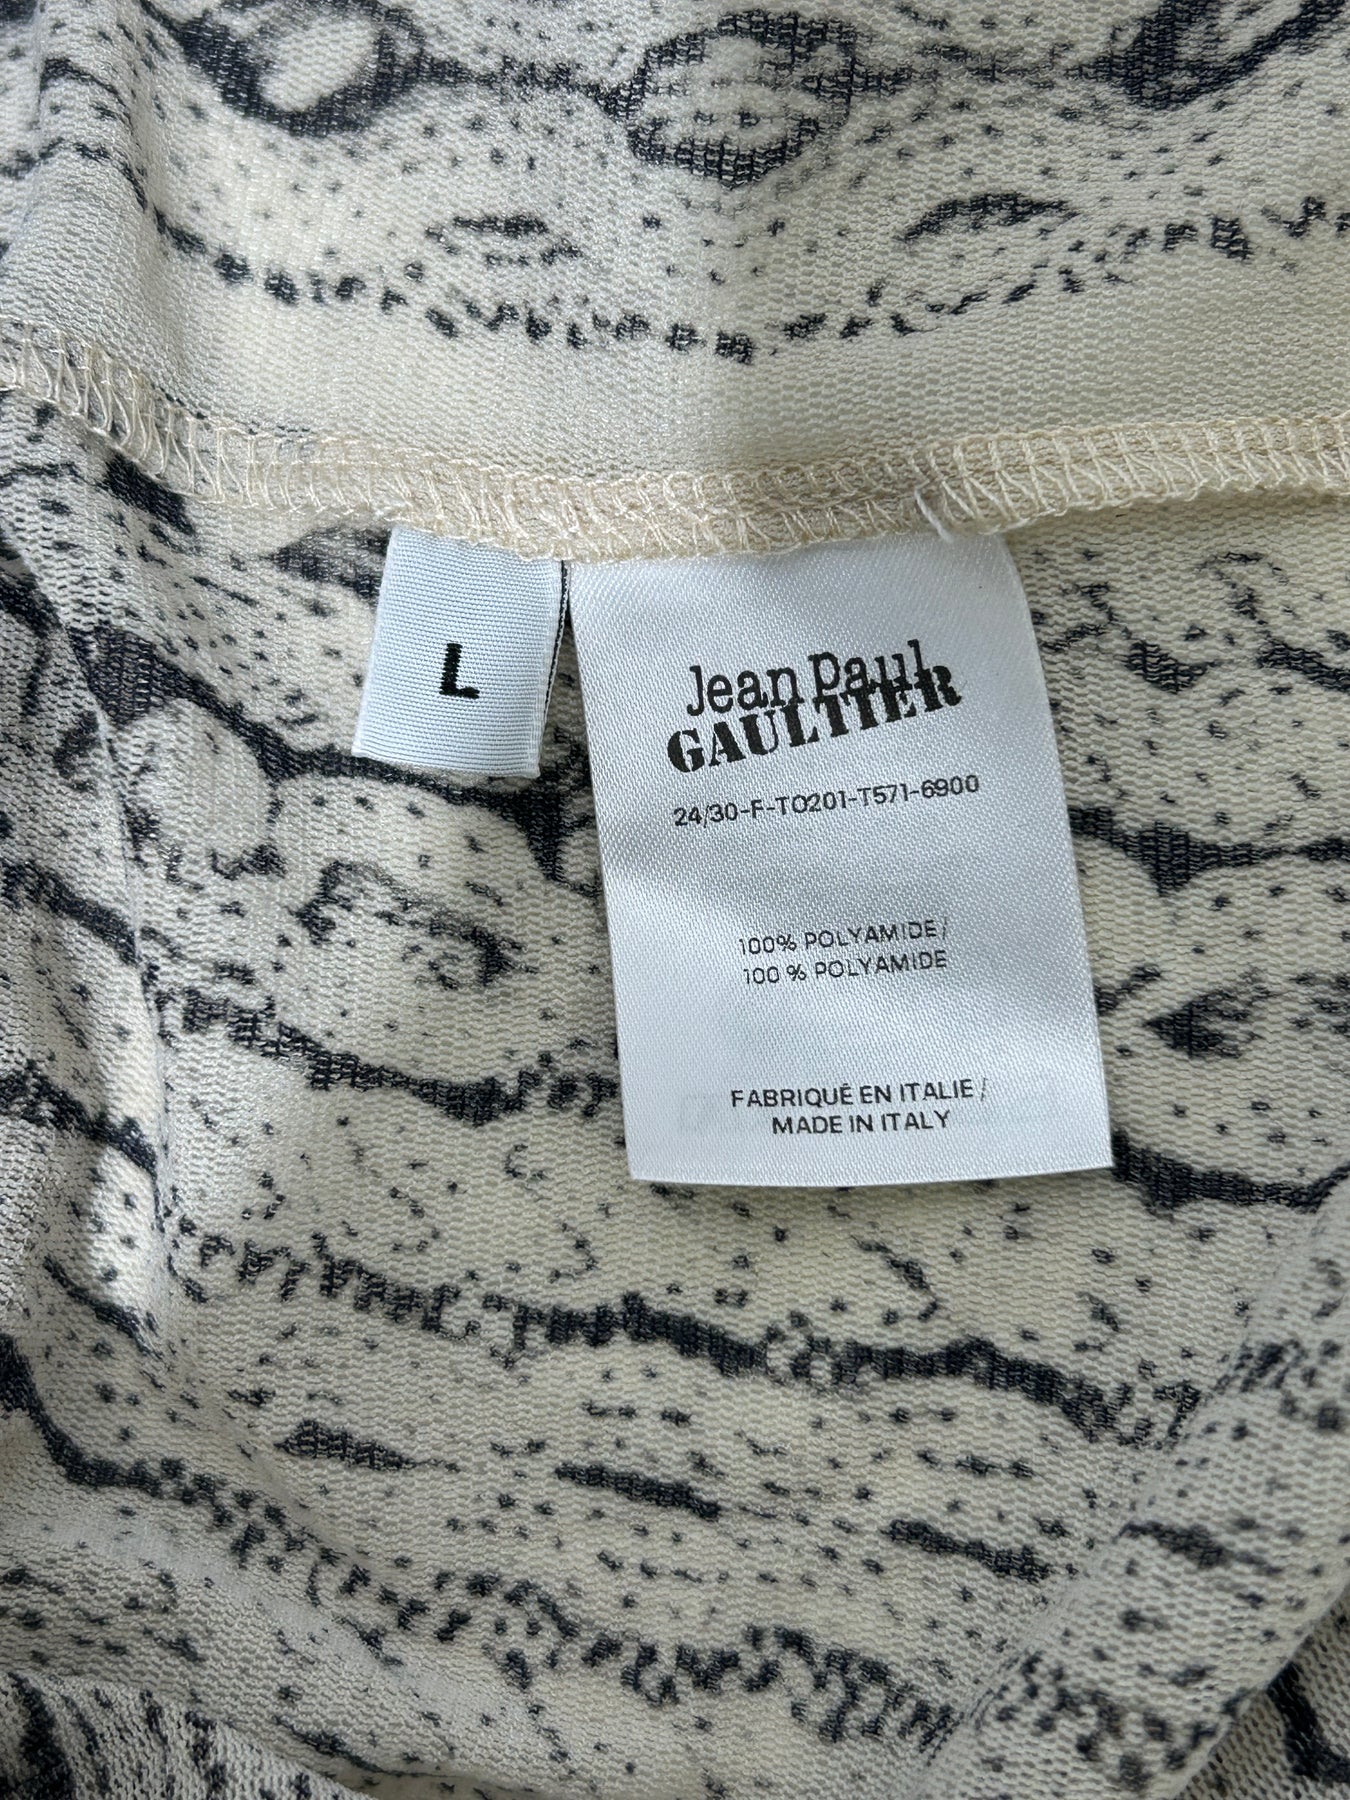 L
Jean Paul
GAULTIER
24/30-F-TO201-T571-6900
100% POLYAMIDE/
100 % POLYAMIDE
FABRIQUÉ EN ITALIE/
MADE IN ITALY